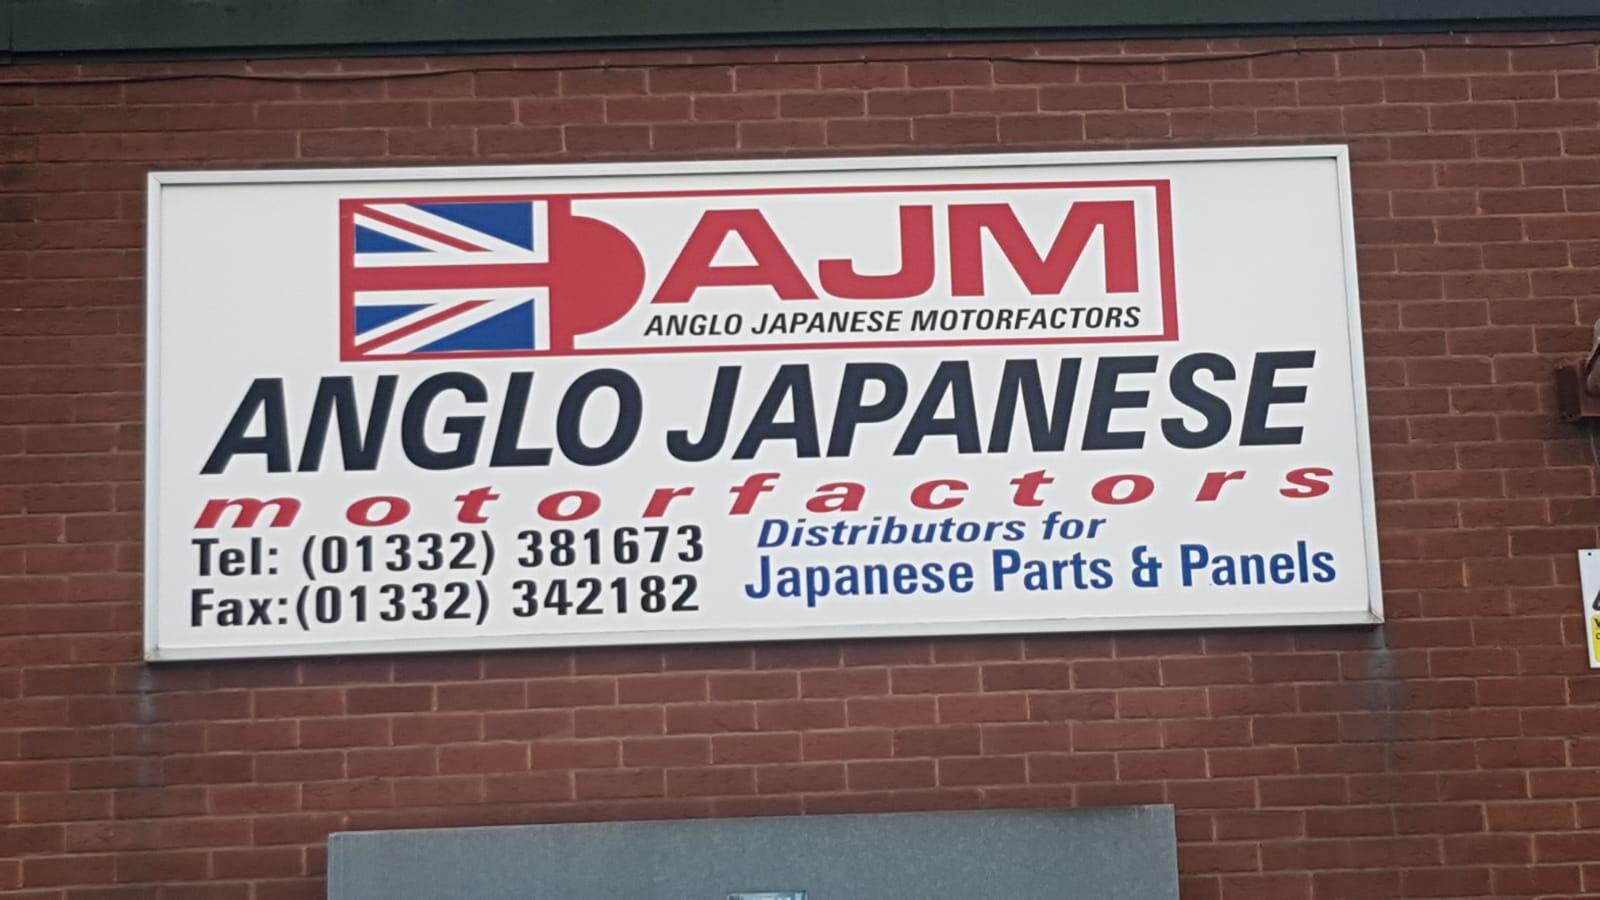 AJM
ANGLO JAPANESE MOTORFACTORS
ANGLO JAPANESE
motorfactors
Tel: (01332) 381673
Fax:(01332) 342182
Distributors for
Japanese Parts & Panels